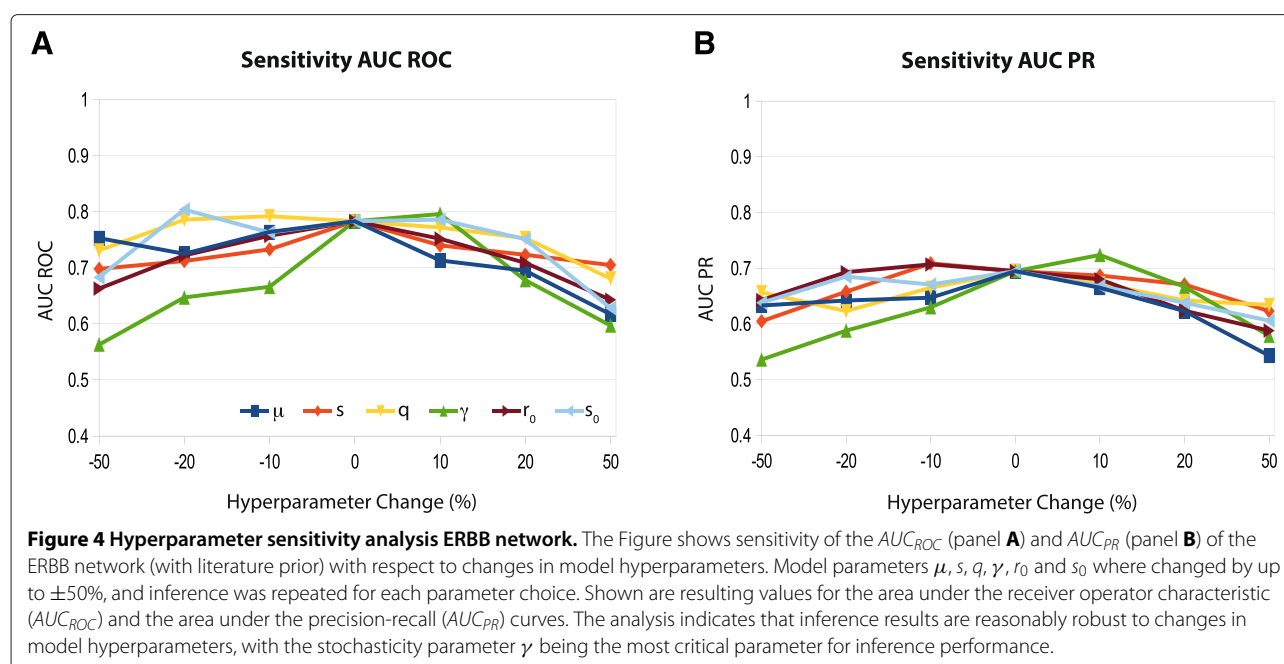 A
Sensitivity AUC ROC
1
0.9
0.8
0.7
0.6
0.5
0.4
AUC ROC
-50 -20 -10 0 10 20 50
Hyperparameter Change (%)
μ s q γ r0 s0
B
Sensitivity AUC PR
1
0.9
0.8
0.7
0.6
0.5
0.4
AUC PR
-50 -20 -10 0 10 20 50
Hyperparameter Change (%)
Figure 4 Hyperparameter sensitivity analysis ERBB network. The Figure shows sensitivity of the AUCROC (panel A) and AUCPR (panel B) of the
ERBB network (with literature prior) with respect to changes in model hyperparameters. Model parameters μ, s, q, γ, r0 and s0 where changed by up
to ±50%, and inference was repeated for each parameter choice. Shown are resulting values for the area under the receiver operator characteristic
(AUCROC) and the area under the precision-recall (AUCPR) curves. The analysis indicates that inference results are reasonably robust to changes in
model hyperparameters, with the stochasticity parameter γ being the most critical parameter for inference performance.